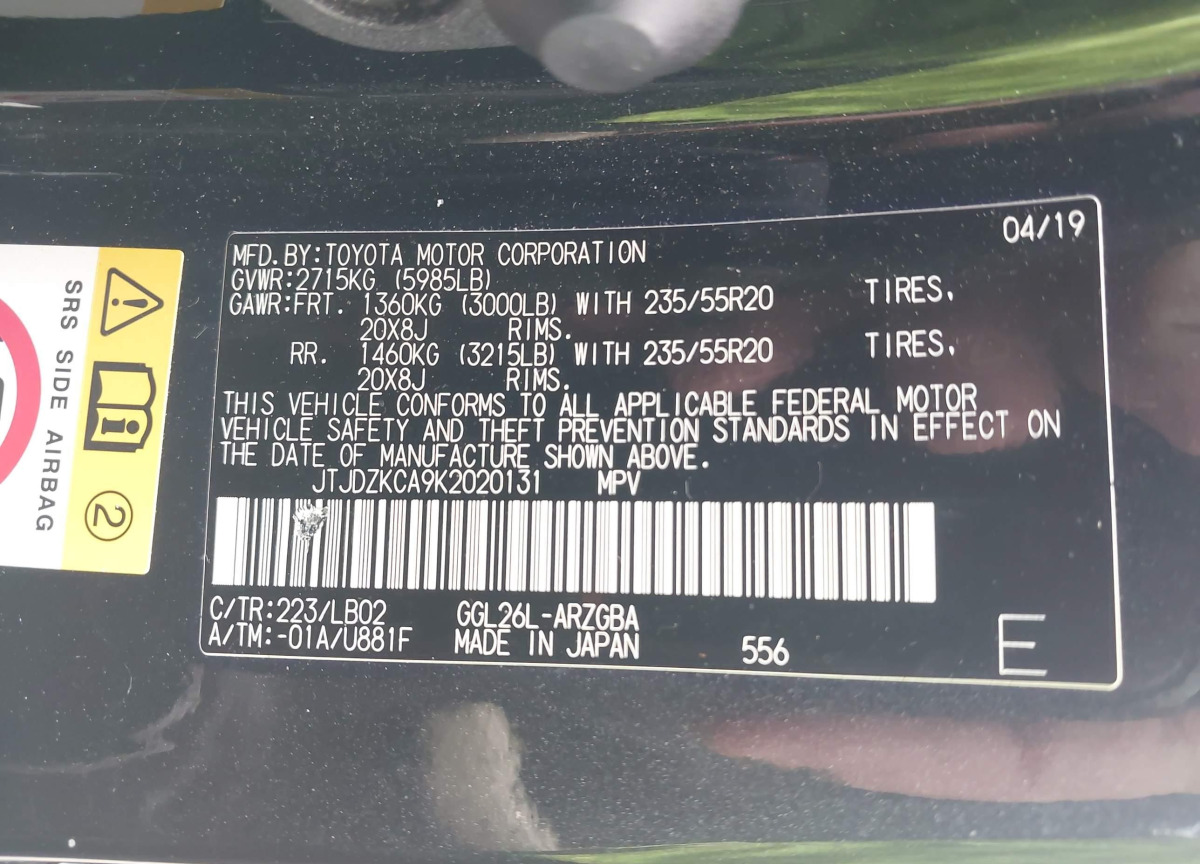 04/19
MFD. BY: TOYOTA MOTOR CORPORATION
GVWR: 2715KG (5985LB)
GAWR: FRT. 1360KG (3000LB) WITH 235/55R20 TIRES.
20X8J RIMS.
RR. 1460KG (3215LB) WITH 235/55R20 TIRES.
20X8J RIMS.
THIS VEHICLE CONFORMS TO ALL APPLICABLE FEDERAL MOTOR
VEHICLE SAFETY AND THEFT PREVENTION STANDARDS IN EFFECT ON
THE DATE OF MANUFACTURE SHOWN ABOVE.
JTJDZKCA9K2020131 MPV
C/TR: 223/LB02 GGL26L-ARZGBA
A/TM: -01A/U881F MADE IN JAPAN 556 E
SRS SIDE AIRBAG
2